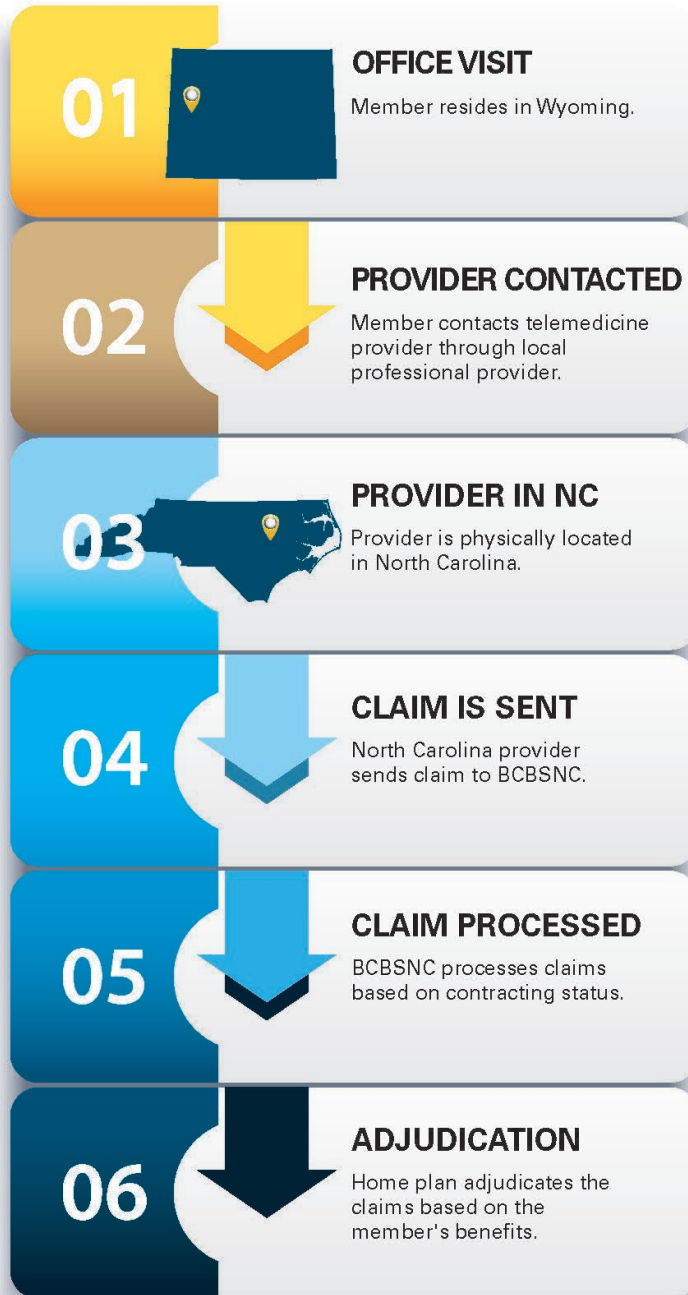 01
OFFICE VISIT
Member resides in Wyoming.
02
PROVIDER CONTACTED
Member contacts telemedicine
provider through local
professional provider.
03
PROVIDER IN NC
Provider is physically located
in North Carolina.
04
CLAIM IS SENT
North Carolina provider
sends claim to BCBSNC.
05
CLAIM PROCESSED
BCBSNC processes claims
based on contracting status.
06
ADJUDICATION
Home plan adjudicates the
claims based on the
member's benefits.